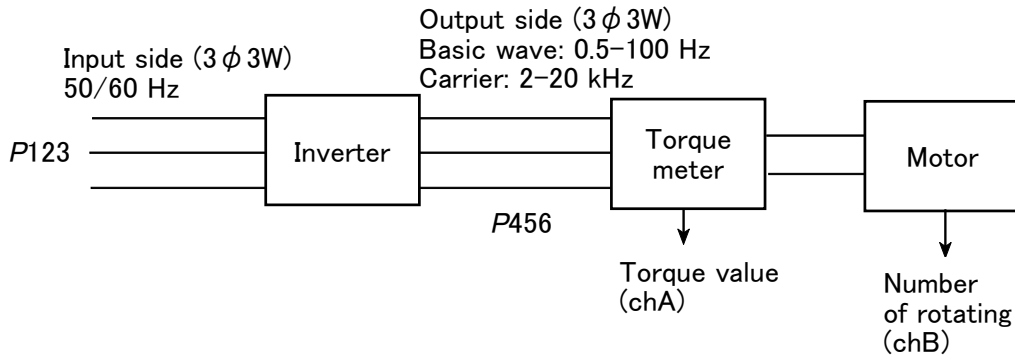 Output side (3φ3W)
Basic wave: 0.5-100 Hz
Carrier: 2-20 kHz
Input side (3φ3W)
50/60 Hz
P123
Inverter
Torque
meter
Motor
P456
Torque value
(chA)
Number
of rotating
(chB)